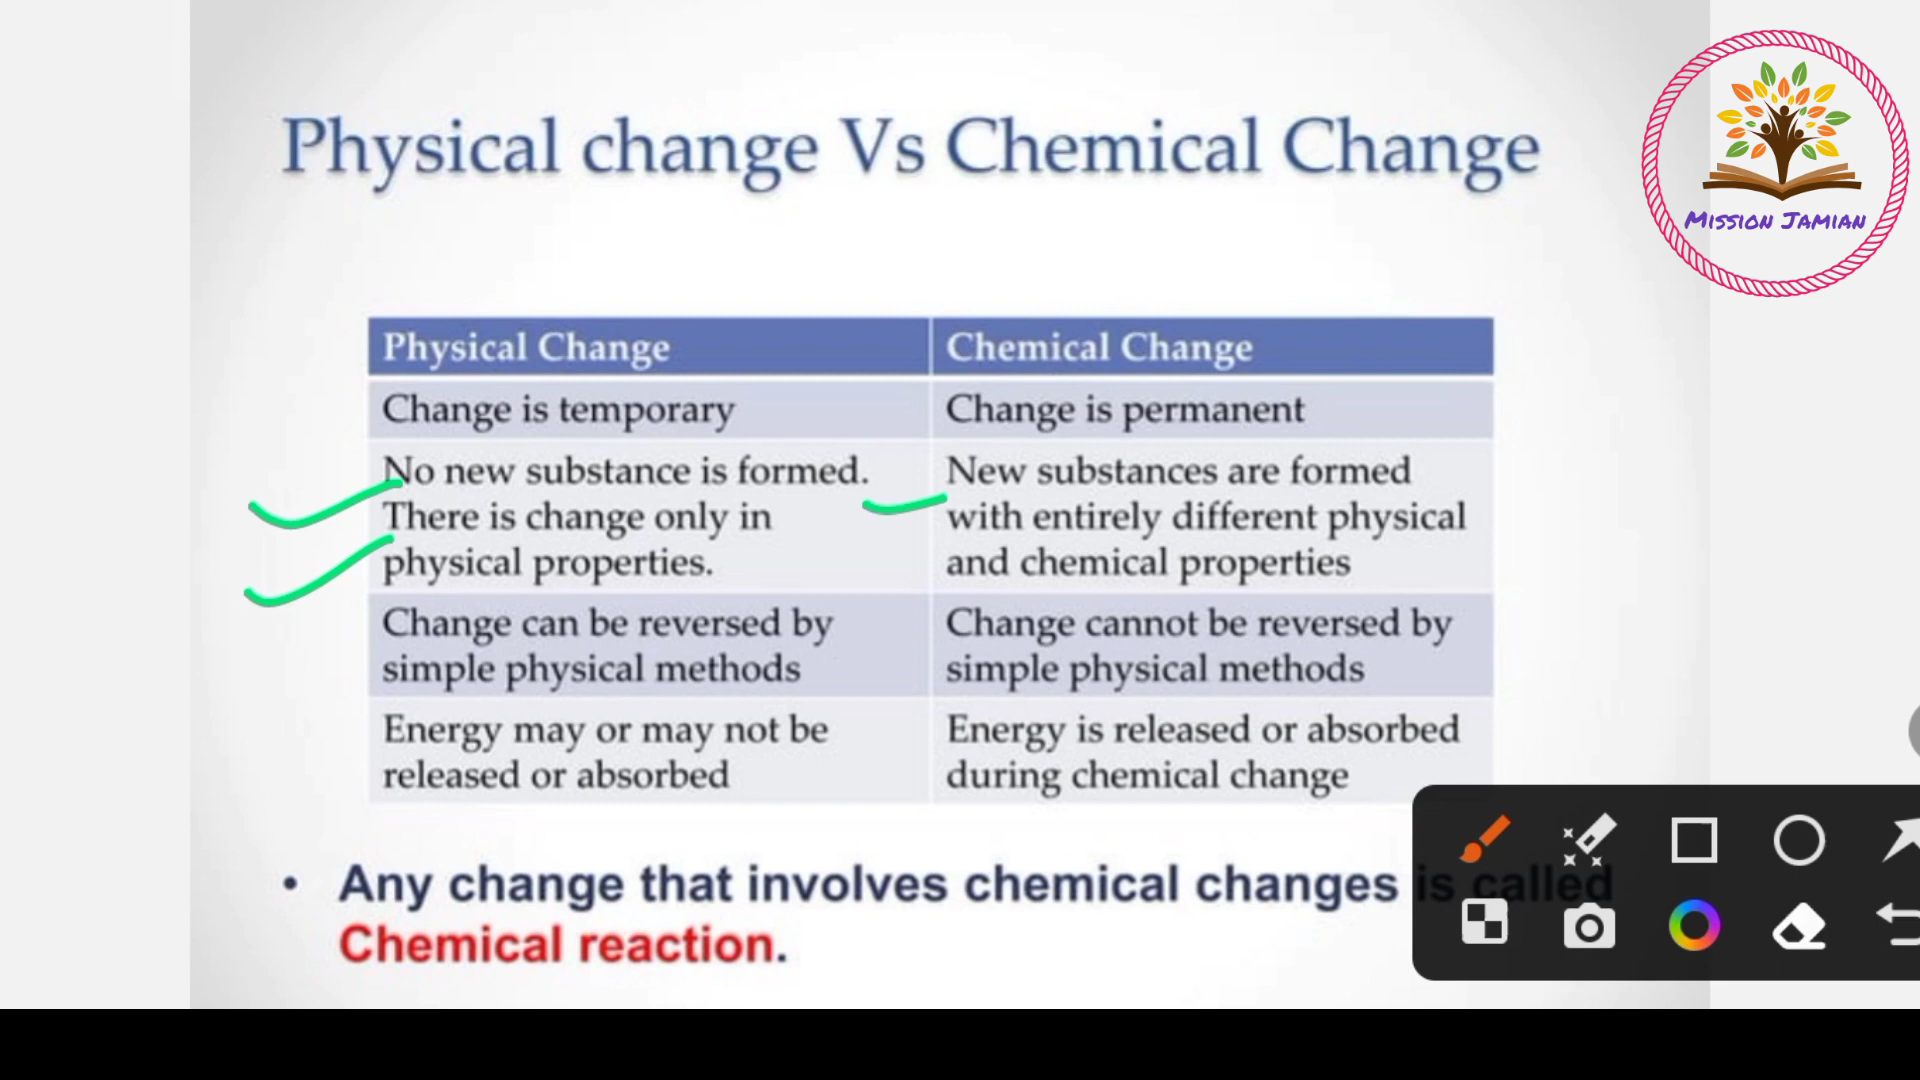 Physical change Vs Chemical Change
MISSION JAMIAN
Physical Change
Chemical Change
Change is temporary
Change is permanent
No new substance is formed.
There is change only in
physical properties.
New substances are formed
with entirely different physical
and chemical properties
Change can be reversed by
simple physical methods
Change cannot be reversed by
simple physical methods
Energy may or may not be
released or absorbed
Energy is released or absorbed
during chemical change
• Any change that involves chemical changes is called
Chemical reaction.